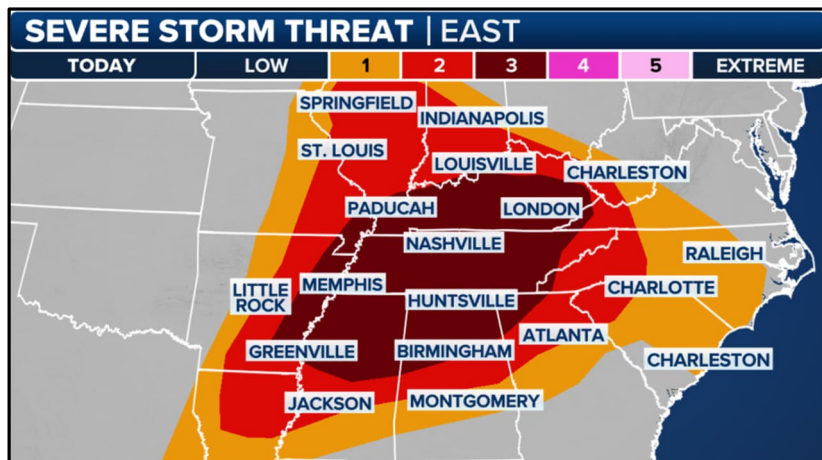 SEVERE STORM THREAT | EAST
TODAY LOW 1 2 3 4 5 EXTREME
SPRINGFIELD
INDIANAPOLIS
ST. LOUIS
LOUISVILLE
CHARLESTON
PADUCAH
LONDON
NASHVILLE
RALEIGH
LITTLE
ROCK
MEMPHIS
HUNTSVILLE
CHARLOTTE
ATLANTA
GREENVILLE
BIRMINGHAM
CHARLESTON
JACKSON
MONTGOMERY